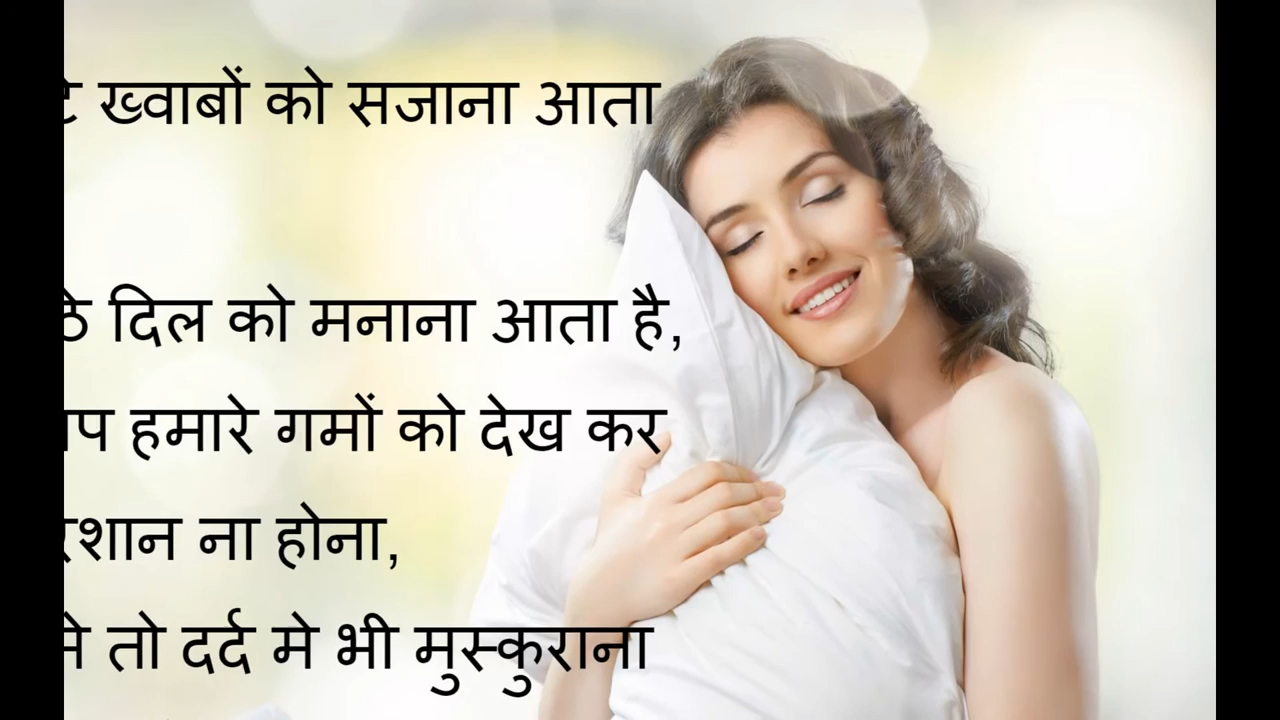 ख्वाबों को सजाना आता
दिल को मनाना आता है,
हमारे गमों को देख कर
ना होना,
तो दर्द मे भी मुस्कुराना